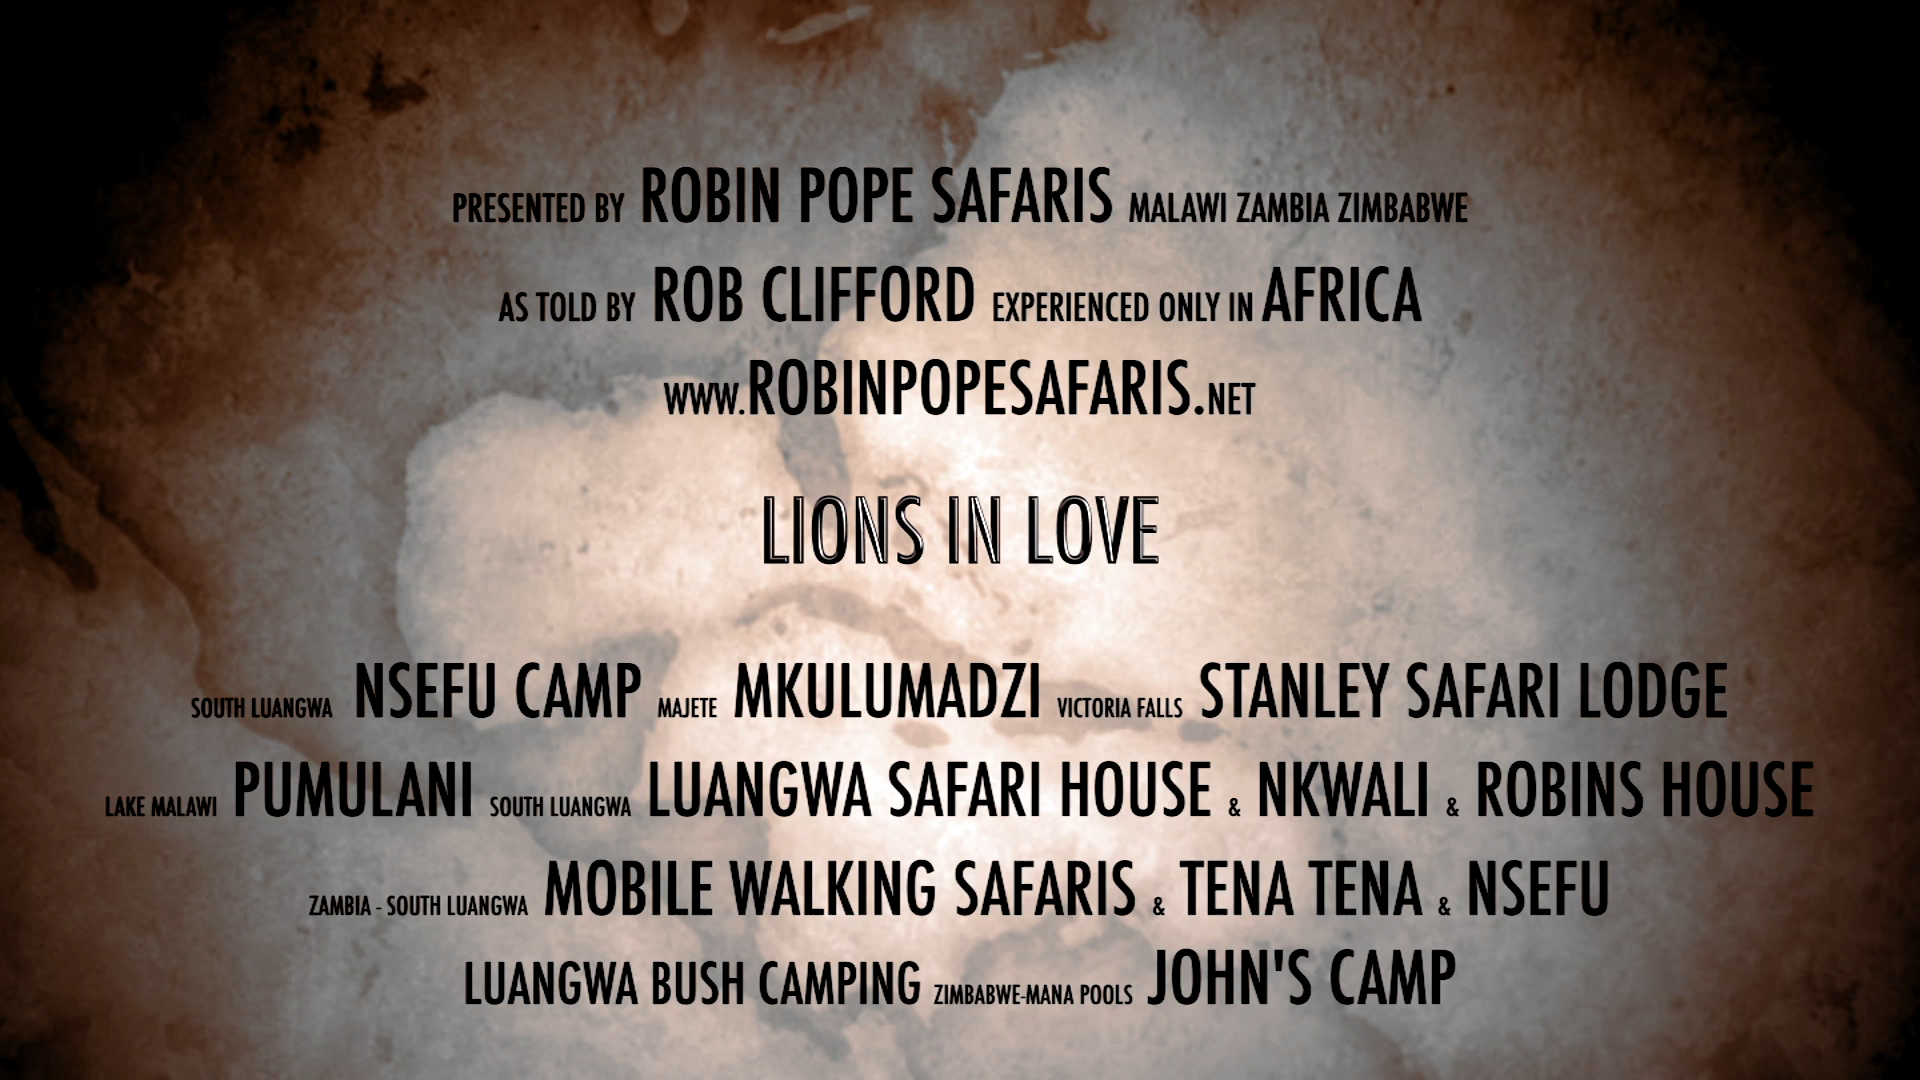 PRESENTED BY ROBIN POPE SAFARIS MALAWI ZAMBIA ZIMBABWE
AS TOLD BY ROB CLIFFORD EXPERIENCED ONLY IN AFRICA
WWW.ROBINPOPESAFARIS.NET
LIONS IN LOVE
SOUTH LUANGWA NSEFU CAMP MAJETE MKULUMADZI VICTORIA FALLS STANLEY SAFARI LODGE
LAKE MALAWI PUMULANI SOUTH LUANGWA LUANGWA SAFARI HOUSE & NKWALI & ROBINS HOUSE
ZAMBIA - SOUTH LUANGWA MOBILE WALKING SAFARIS & TENA TENA & NSEFU
LUANGWA BUSH CAMPING ZIMBABWE-MANA POOLS JOHN'S CAMP